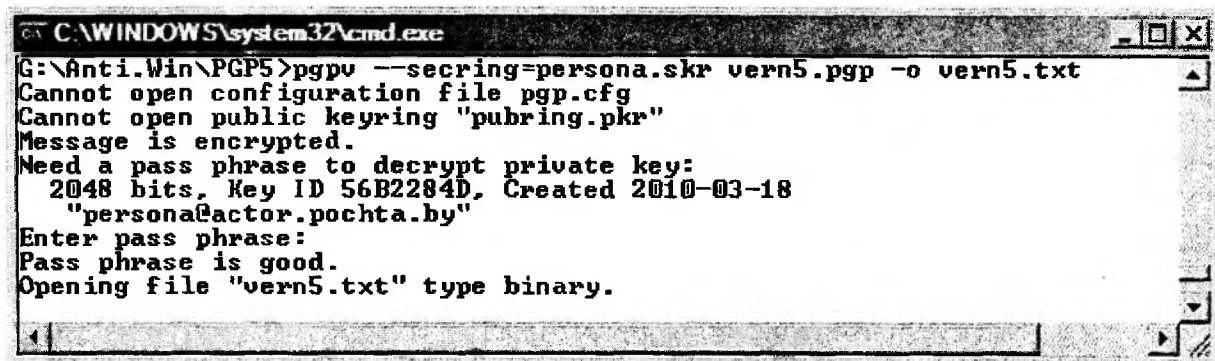 C:\WINDOWS\system32\cmd.exe
G:\Anti.Win\PGP5>pgpv --secring=persona.skr vern5.pgp -o vern5.txt
Cannot open configuration file pgp.cfg
Cannot open public keyring "pubring.pkr"
Message is encrypted.
Need a pass phrase to decrypt private key:
  2048 bits, Key ID 56B2284D, Created 2010-03-18
   "persona@actor.pochta.by"
Enter pass phrase:
Pass phrase is good.
Opening file "vern5.txt" type binary.